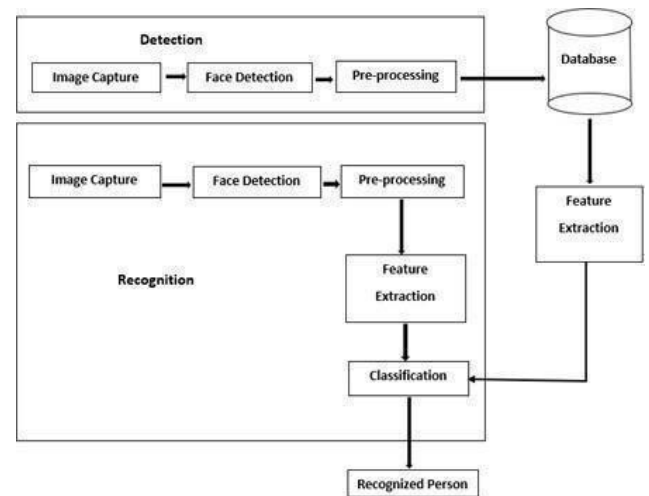 Detection
Image Capture
Face Detection
Pre-processing
Database
Image Capture
Face Detection
Pre-processing
Feature
Extraction
Recognition
Feature
Extraction
Classification
Recognized Person